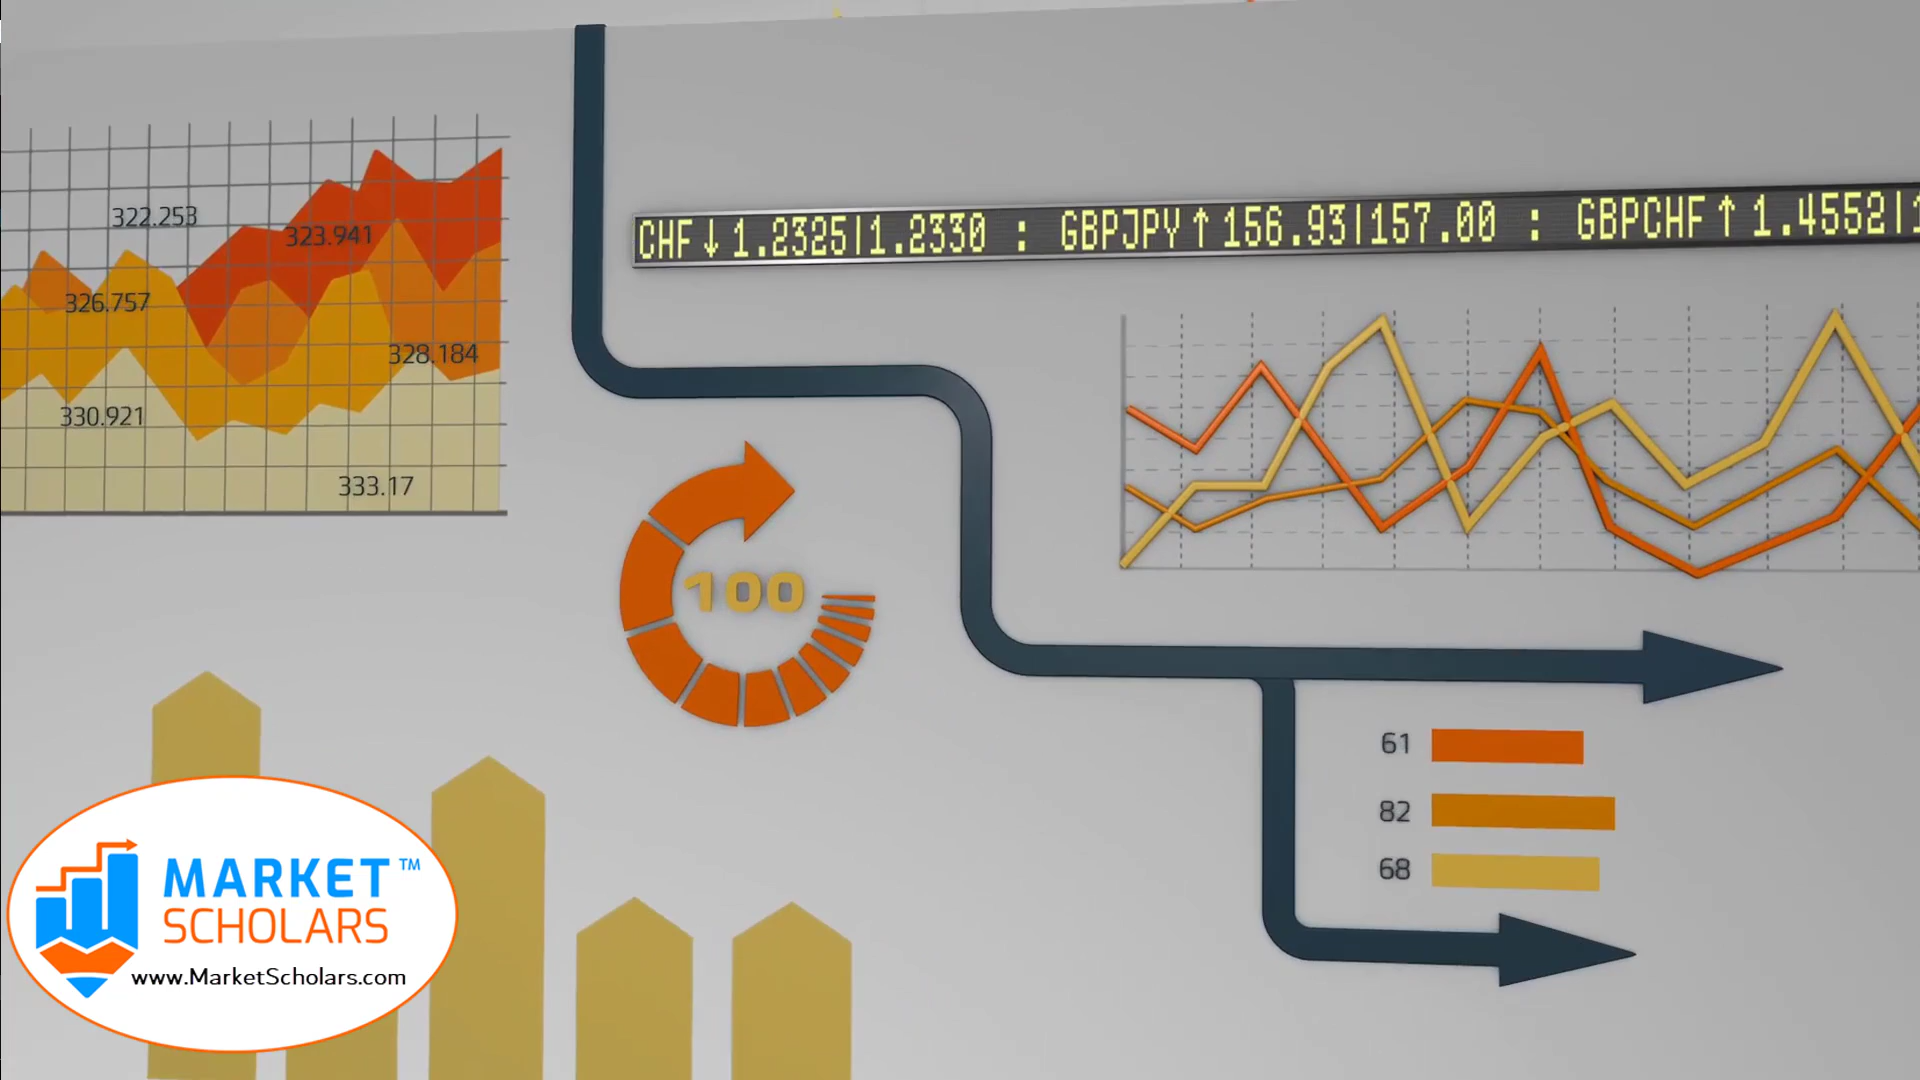 322.253
323.941
326.757
328.184
330.921
333.17
CHF↓1.2325|1.2330 : GBPJPY↑156.93|157.00 : GBPCHF↑1.4552|1
100
61
82
68
MARKET™
SCHOLARS
www.MarketScholars.com